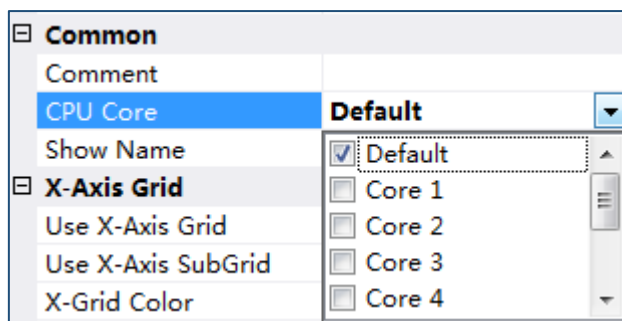 Common
Comment
CPU Core Default
Show Name Default
X-Axis Grid Core 1
Use X-Axis Grid Core 2
Use X-Axis SubGrid Core 3
X-Grid Color Core 4